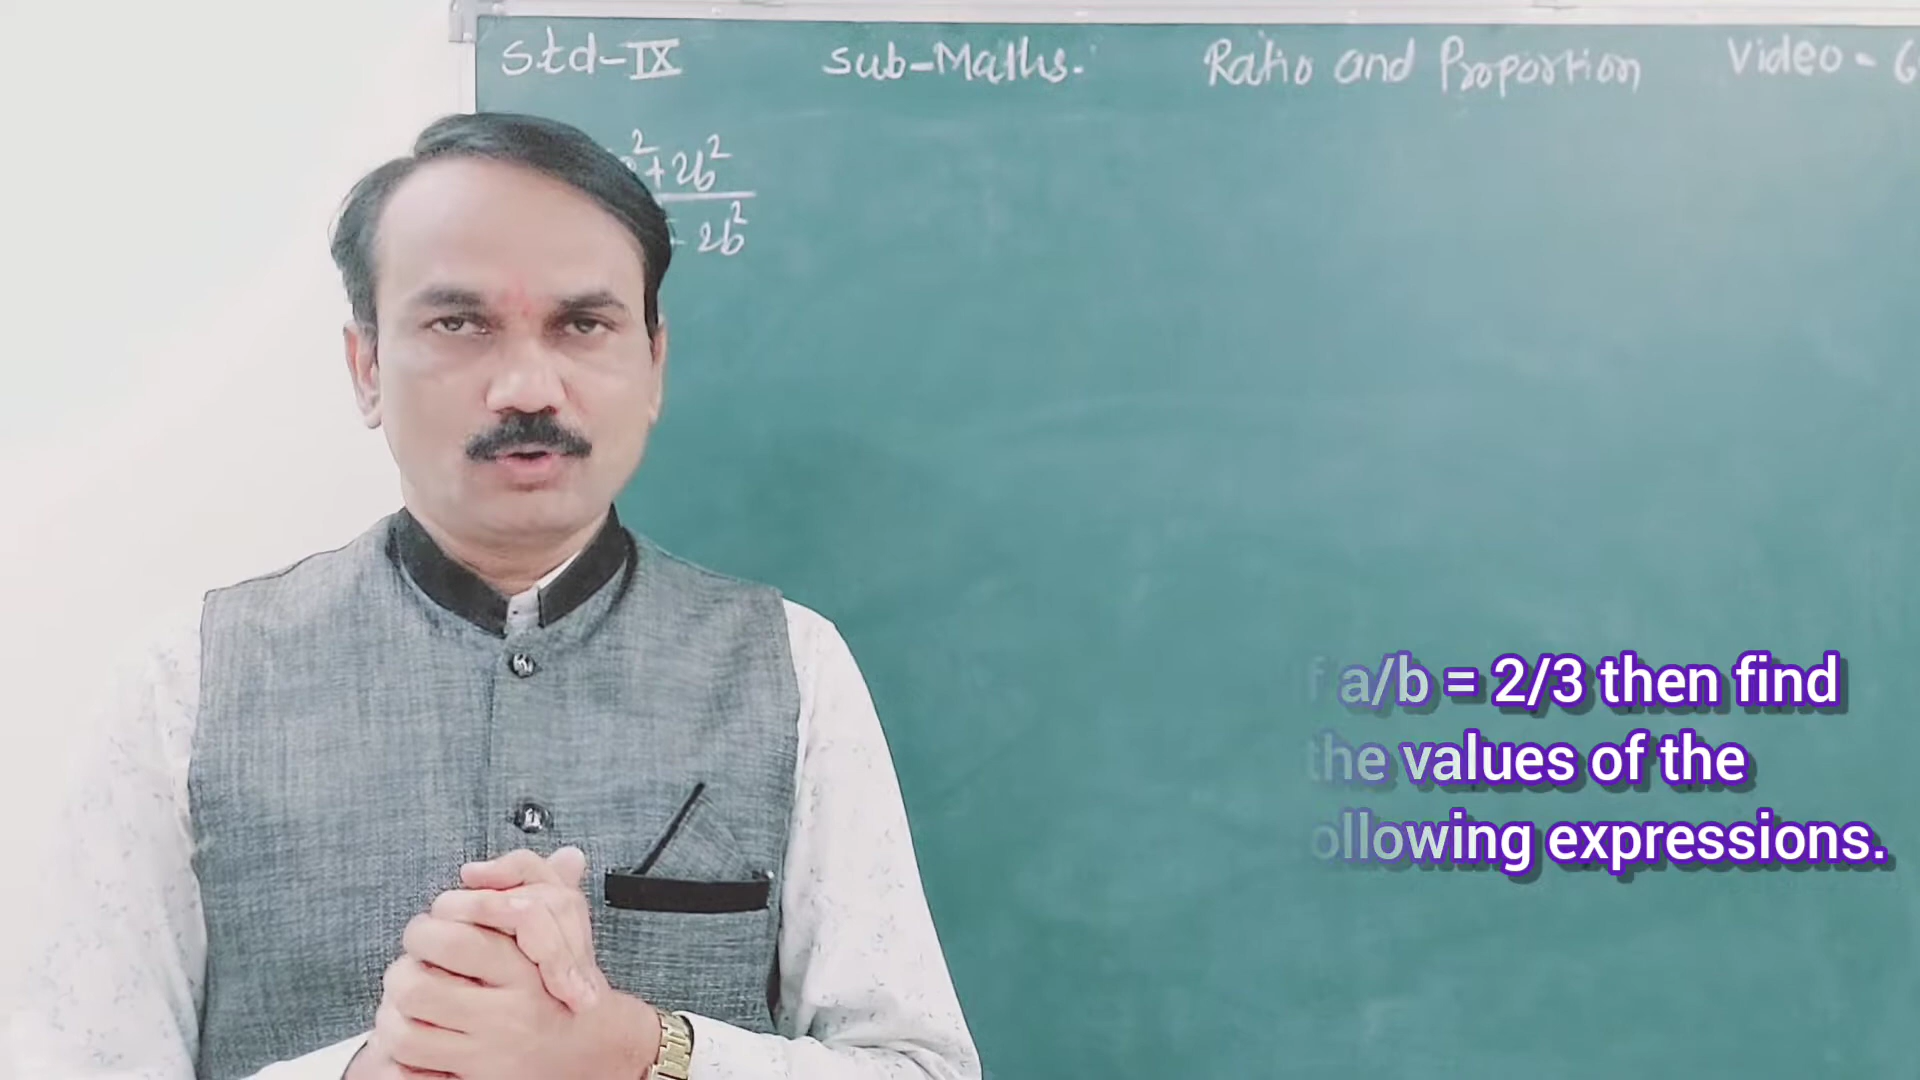 Std-IX sub-Maths. Ratio and Proportion Video - 6
²+2b²
- 2b²
f a/b = 2/3 then find
the values of the
ollowing expressions.